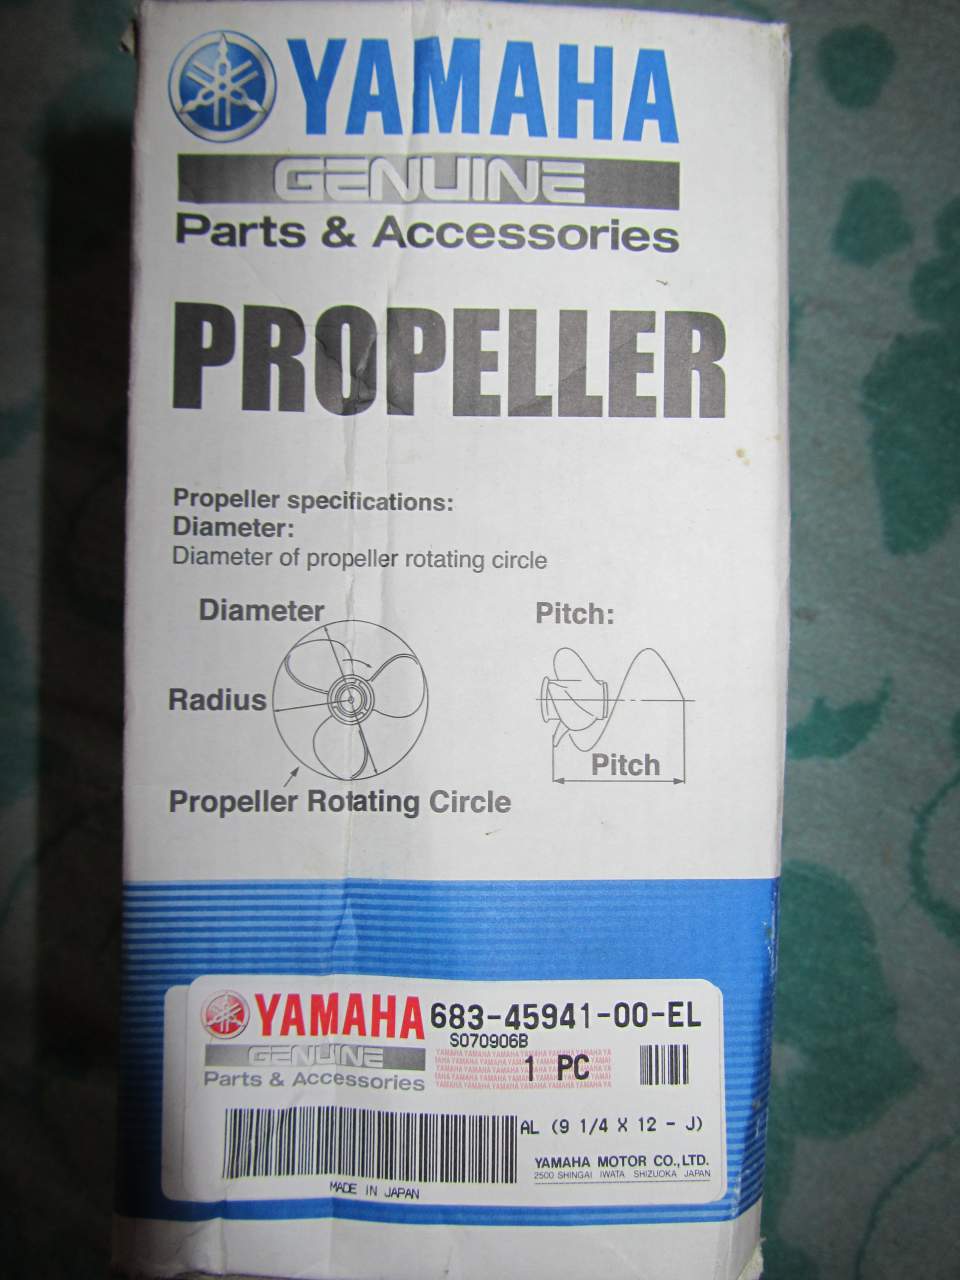 YAMAHA
GENUINE
Parts & Accessories
PROPELLER
Propeller specifications:
Diameter:
Diameter of propeller rotating circle
Diameter
Pitch:
Radius
Pitch
Propeller Rotating Circle
YAMAHA 683-45941-00-EL
S070906B
GENUINE
Parts & Accessories
1 PC
AL (9 1/4 X 12 - J)
YAMAHA MOTOR CO.,LTD.
2500 SHINGAI IWATA SHIZUOKA JAPAN
MADE IN JAPAN